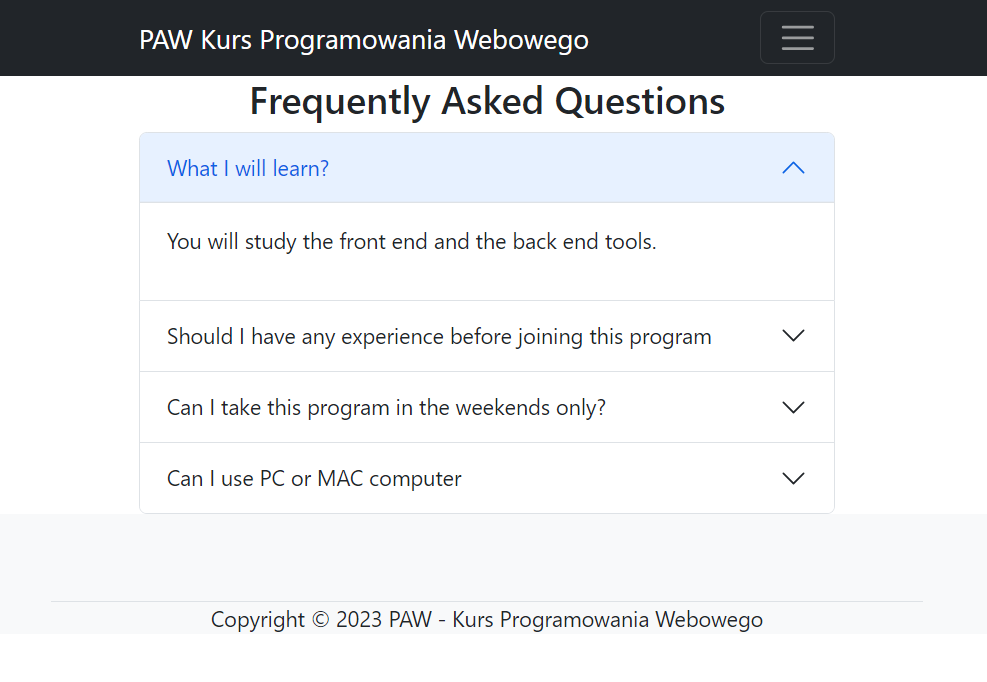 PAW Kurs Programowania Webowego
Frequently Asked Questions
What I will learn?
You will study the front end and the back end tools.
Should I have any experience before joining this program
Can I take this program in the weekends only?
Can I use PC or MAC computer
Copyright © 2023 PAW - Kurs Programowania Webowego